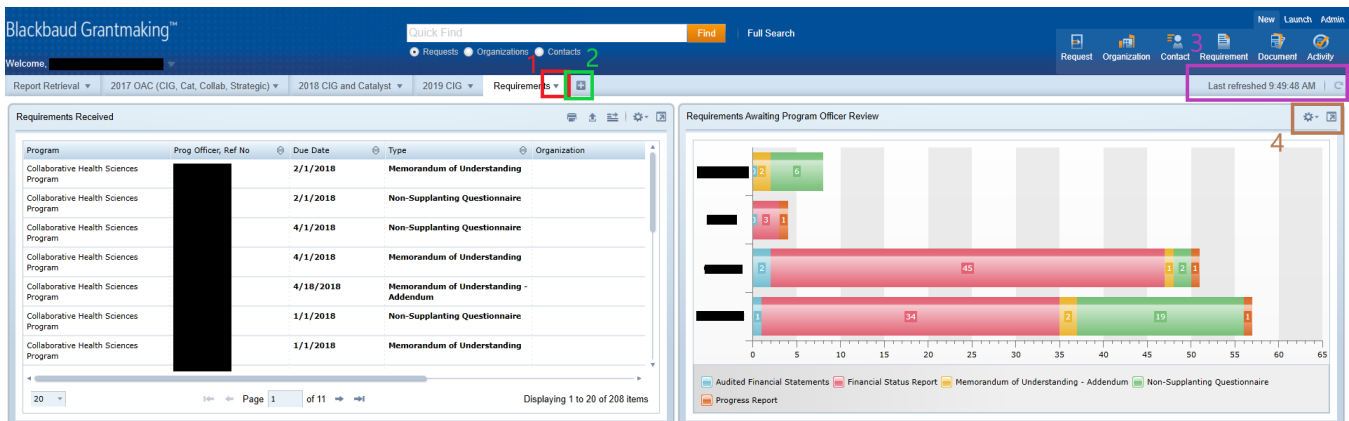 Blackbaud Grantmaking™
Quick Find
Find
Full Search
New Launch Admin
Requests Organizations Contacts
Welcome,
Request Organization Contact Requirement Document Activity
1
2
3
Report Retrieval
2017 OAC (CIG, Cat, Collab, Strategic)
2018 CIG and Catalyst
2019 CIG
Requirements
Last refreshed 9:49:48 AM
Requirements Received
Program Prog Officer, Ref No Due Date Type Organization
Collaborative Health Sciences Program 2/1/2018 Memorandum of Understanding
Collaborative Health Sciences Program 2/1/2018 Non-Supplanting Questionnaire
Collaborative Health Sciences Program 4/1/2018 Non-Supplanting Questionnaire
Collaborative Health Sciences Program 4/1/2018 Memorandum of Understanding
Collaborative Health Sciences Program 4/18/2018 Memorandum of Understanding - Addendum
Collaborative Health Sciences Program 1/1/2018 Non-Supplanting Questionnaire
Collaborative Health Sciences Program 1/1/2018 Memorandum of Understanding
20
Page 1 of 11
Displaying 1 to 20 of 208 items
Requirements Awaiting Program Officer Review
4
2 6
3 1
2 45 1 2 1
1 34 2 19 1
0 5 10 15 20 25 30 35 40 45 50 55 60 65
Audited Financial Statements Financial Status Report Memorandum of Understanding - Addendum Non-Supplanting Questionnaire
Progress Report